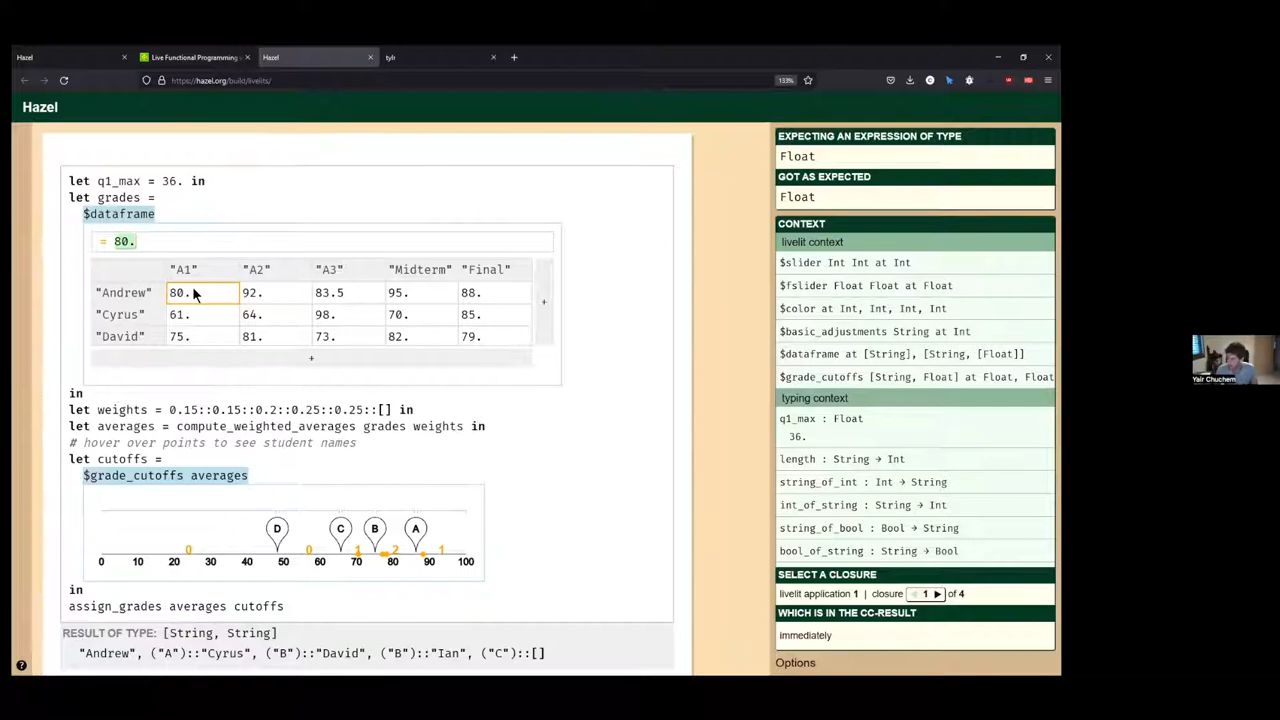 Hazel
Live Functional Programming
Hazel
tylr
https://hazel.org/build/livelits/
133%
Hazel
let q1_max = 36. in
let grades =
$dataframe
= 80.
"A1" "A2" "A3" "Midterm" "Final"
"Andrew" 80. 92. 83.5 95. 88.
"Cyrus" 61. 64. 98. 70. 85.
"David" 75. 81. 73. 82. 79.
+
+
in
let weights = 0.15::0.15::0.2::0.25::0.25::[] in
let averages = compute_weighted_averages grades weights in
# hover over points to see student names
let cutoffs =
$grade_cutoffs averages
D C B A
0 0 1 2 1
0 10 20 30 40 50 60 70 80 90 100
in
assign_grades averages cutoffs
RESULT OF TYPE: [String, String]
"Andrew", ("A")::"Cyrus", ("B")::"David", ("B")::"Ian", ("C")::[]
EXPECTING AN EXPRESSION OF TYPE
Float
GOT AS EXPECTED
Float
CONTEXT
livelit context
$slider Int Int at Int
$fslider Float Float at Float
$color at Int, Int, Int, Int
$basic_adjustments String at Int
$dataframe at [String], [String, [Float]]
$grade_cutoffs [String, Float] at Float, Float
typing context
q1_max : Float
36.
length : String → Int
string_of_int : Int → String
int_of_string : String → Int
string_of_bool : Bool → String
bool_of_string : String → Bool
SELECT A CLOSURE
livelit application 1 | closure ◀ 1 ▶ of 4
WHICH IS IN THE CC-RESULT
immediately
Options
?
Yair Chuchem